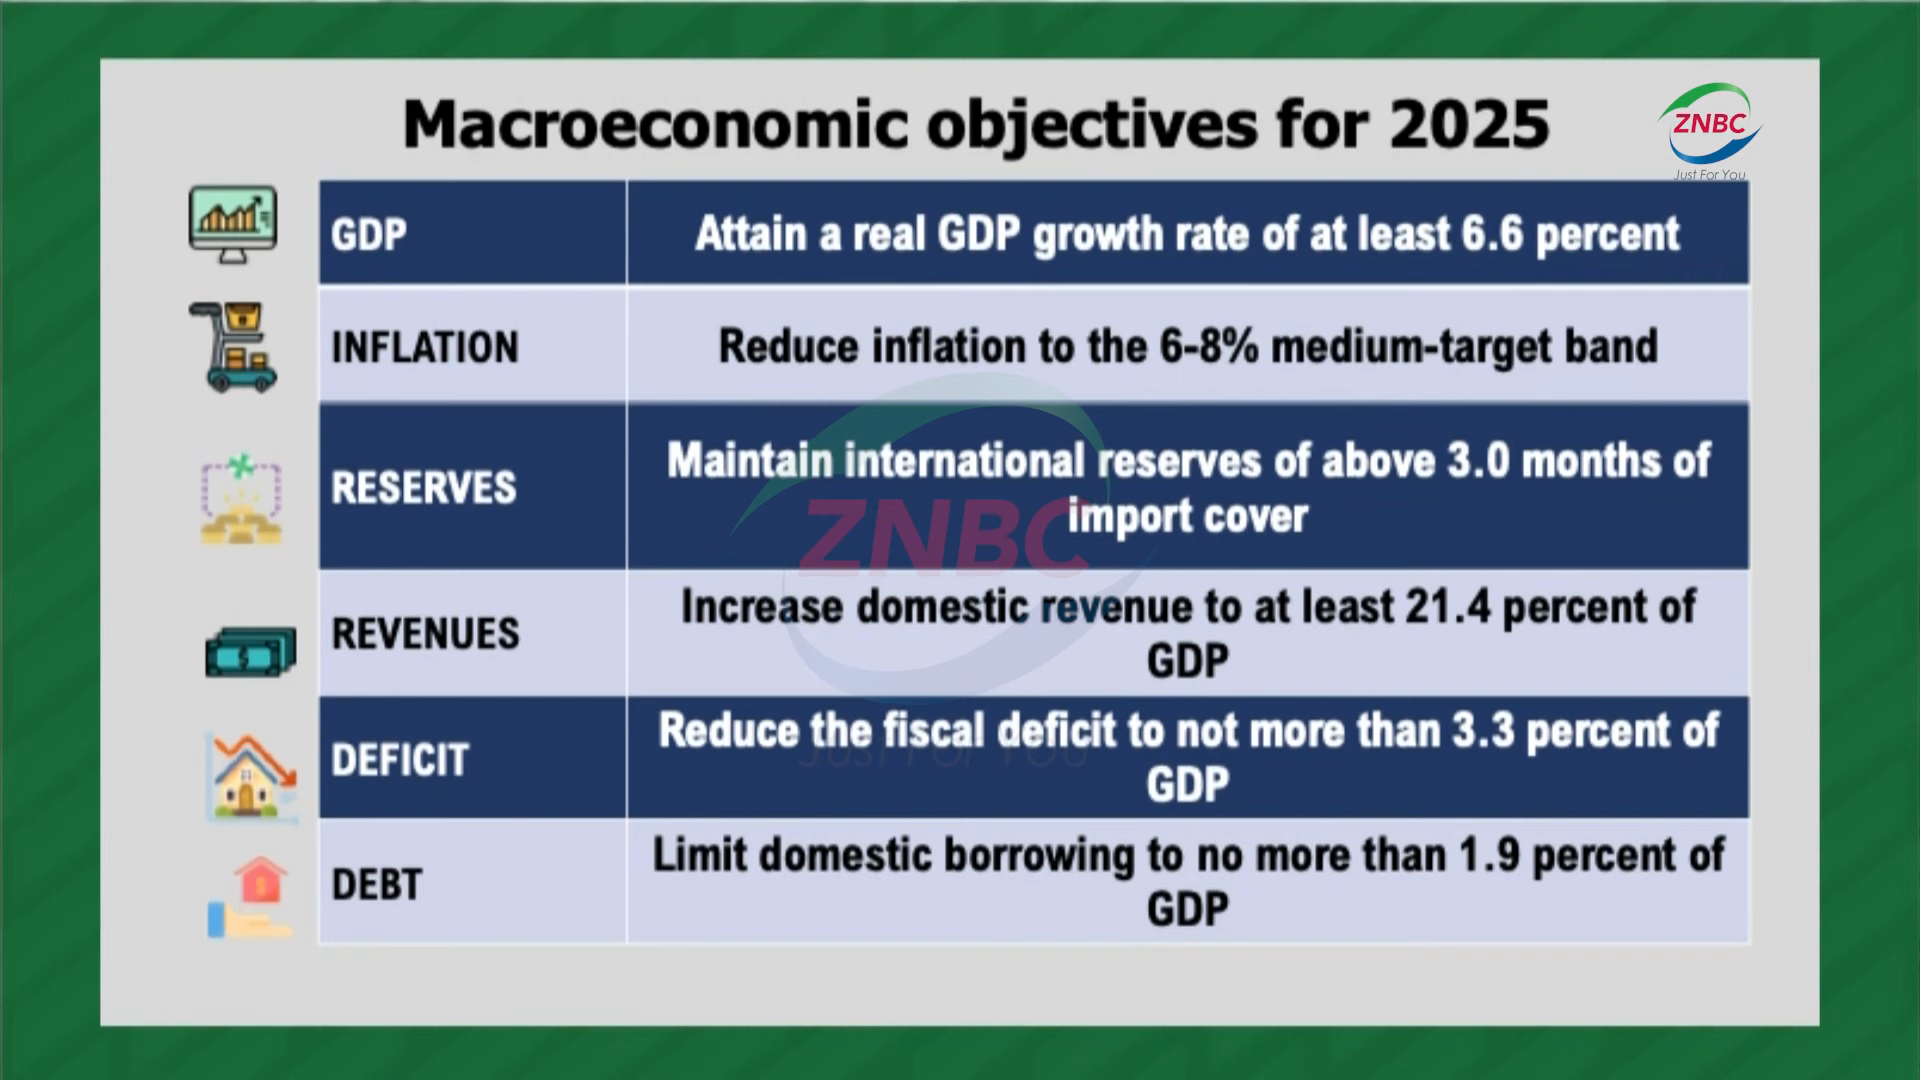 Macroeconomic objectives for 2025
ZNBC
Just For You
GDP
Attain a real GDP growth rate of at least 6.6 percent
INFLATION
Reduce inflation to the 6-8% medium-target band
RESERVES
Maintain international reserves of above 3.0 months of
import cover
ZNBC
Just For You
REVENUES
Increase domestic revenue to at least 21.4 percent of
GDP
DEFICIT
Reduce the fiscal deficit to not more than 3.3 percent of
GDP
DEBT
Limit domestic borrowing to no more than 1.9 percent of
GDP